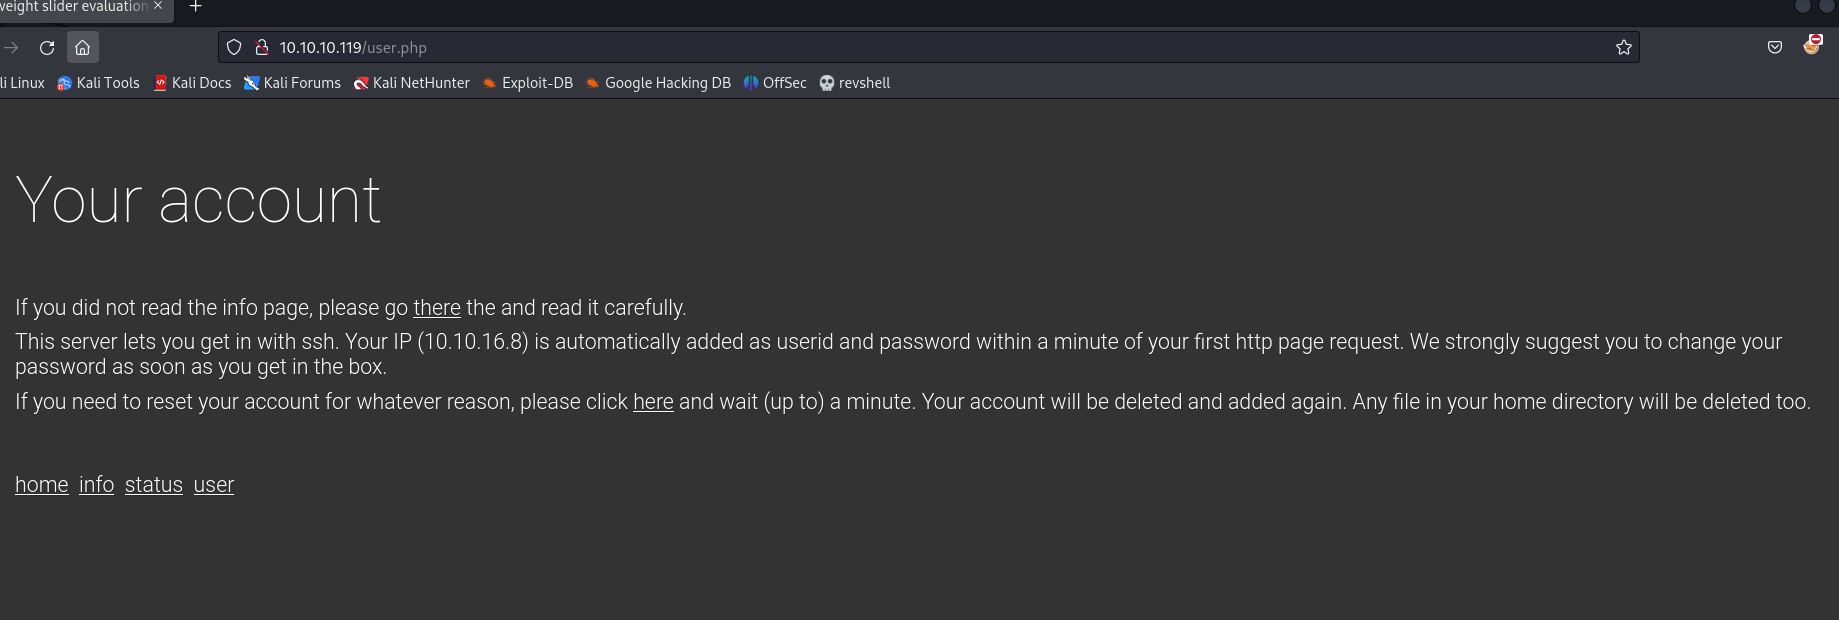 weight slider evaluation
10.10.10.119/user.php
li Linux Kali Tools Kali Docs Kali Forums Kali NetHunter Exploit-DB Google Hacking DB OffSec revshell
Your account
If you did not read the info page, please go there the and read it carefully.
This server lets you get in with ssh. Your IP (10.10.16.8) is automatically added as userid and password within a minute of your first http page request. We strongly suggest you to change your
password as soon as you get in the box.
If you need to reset your account for whatever reason, please click here and wait (up to) a minute. Your account will be deleted and added again. Any file in your home directory will be deleted too.
home info status user